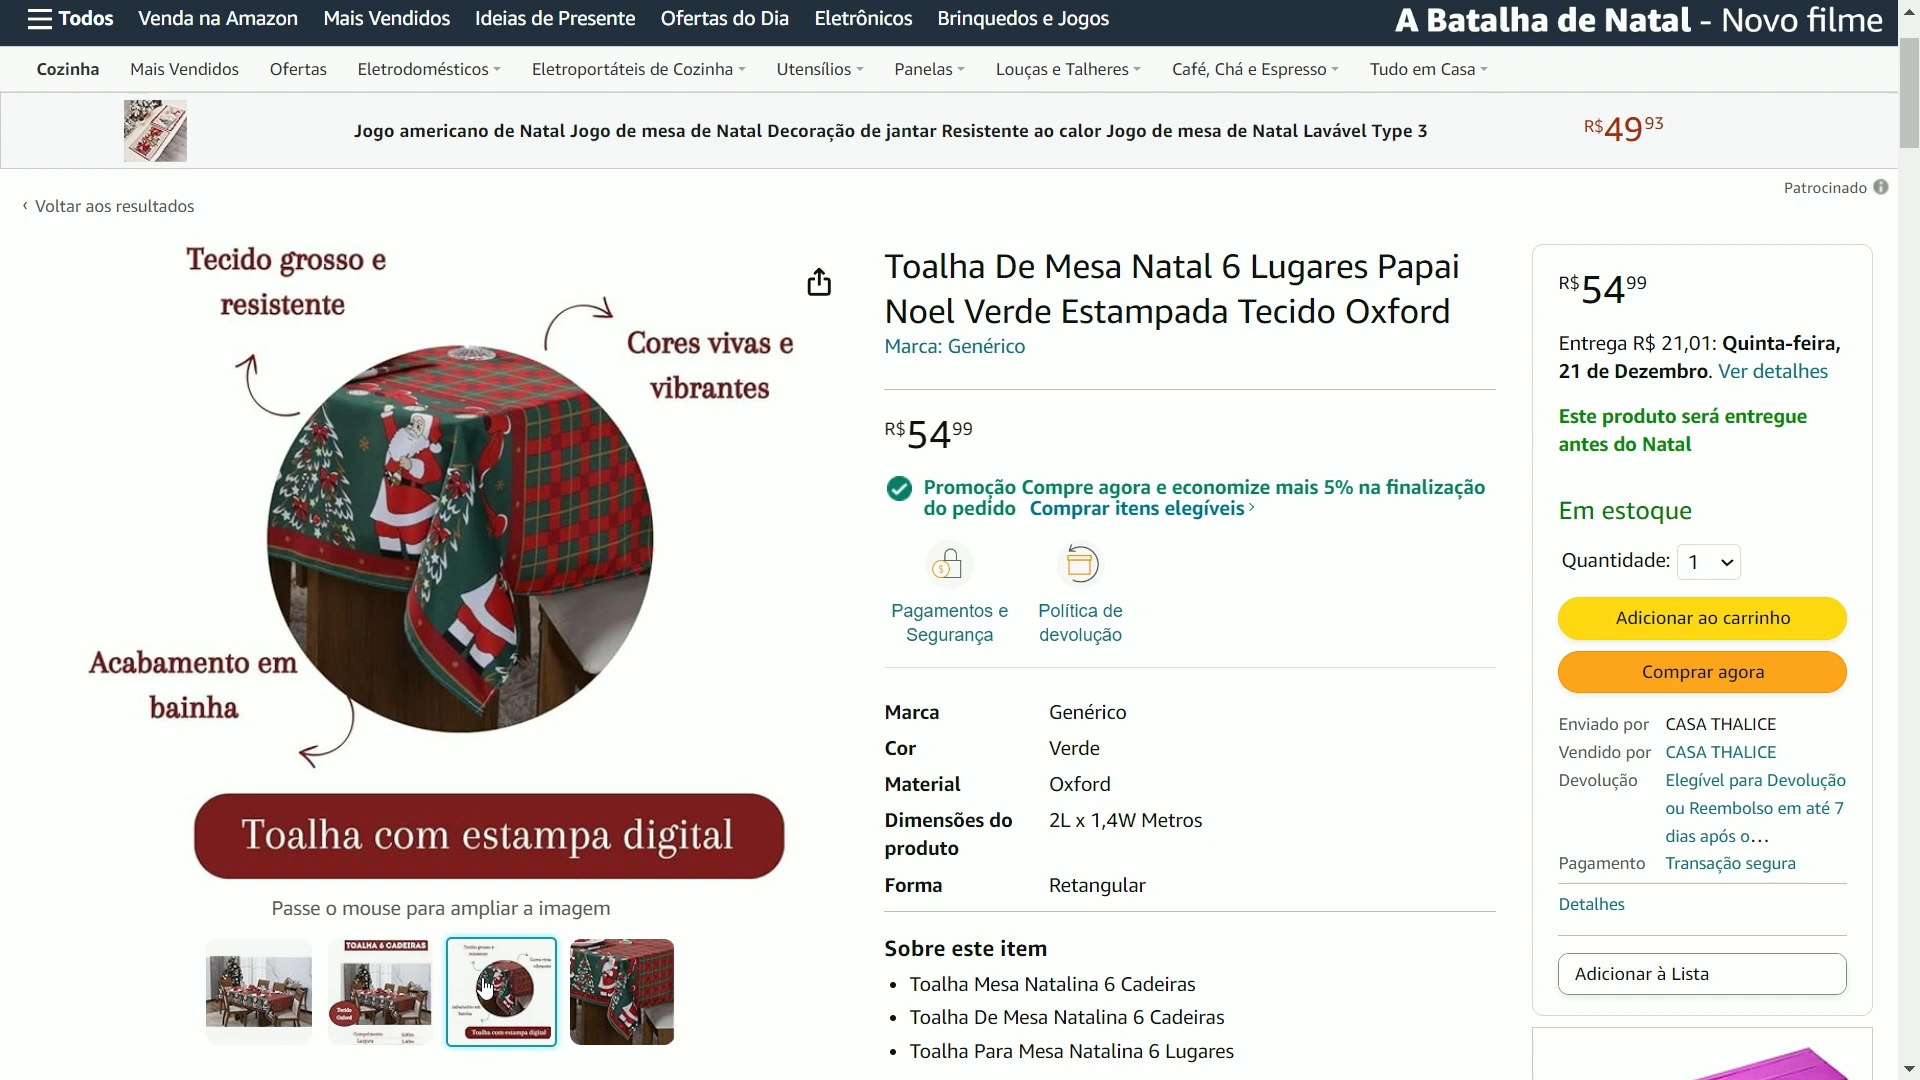 Todos Venda na Amazon Mais Vendidos Ideias de Presente Ofertas do Dia Eletrônicos Brinquedos e Jogos A Batalha de Natal - Novo filme
Cozinha Mais Vendidos Ofertas Eletrodomésticos Eletroportáteis de Cozinha Utensílios Panelas Louças e Talheres Café, Chá e Espresso Tudo em Casa
Jogo americano de Natal Jogo de mesa de Natal Decoração de jantar Resistente ao calor Jogo de mesa de Natal Lavável Type 3 R$49 93
Patrocinado
‹ Voltar aos resultados
Tecido grosso e
resistente
Cores vivas e
vibrantes
Acabamento em
bainha
Toalha com estampa digital
Passe o mouse para ampliar a imagem
TOALHA 6 CADEIRAS
Tecido
Oxford
Comprimento
Largura
Tecido grosso e
resistente
Cores vivas e
vibrantes
Acabamento em
bainha
Toalha com estampa digital
Toalha De Mesa Natal 6 Lugares Papai
Noel Verde Estampada Tecido Oxford
Marca: Genérico
R$54 99
Promoção Compre agora e economize mais 5% na finalização
do pedido Comprar itens elegíveis ›
Pagamentos e
Segurança
Política de
devolução
Marca Genérico
Cor Verde
Material Oxford
Dimensões do 2L x 1,4W Metros
produto
Forma Retangular
Sobre este item
• Toalha Mesa Natalina 6 Cadeiras
• Toalha De Mesa Natalina 6 Cadeiras
• Toalha Para Mesa Natalina 6 Lugares
R$54 99
Entrega R$ 21,01: Quinta-feira,
21 de Dezembro. Ver detalhes
Este produto será entregue
antes do Natal
Em estoque
Quantidade: 1
Adicionar ao carrinho
Comprar agora
Enviado por CASA THALICE
Vendido por CASA THALICE
Devolução Elegível para Devolução
ou Reembolso em até 7
dias após o…
Pagamento Transação segura
Detalhes
Adicionar à Lista